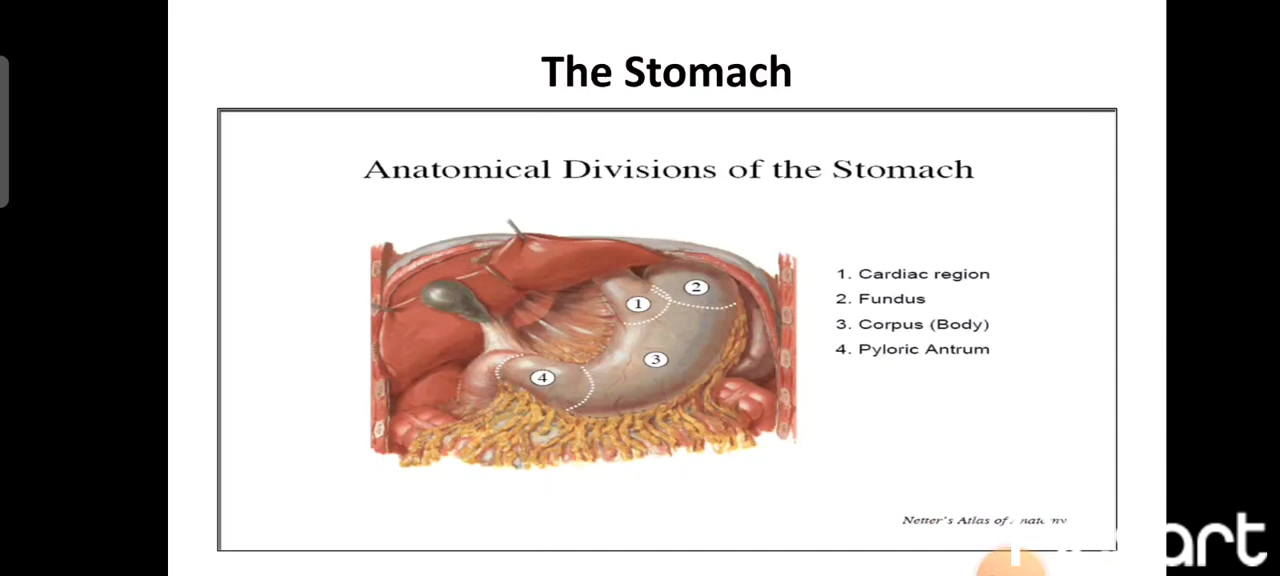 The Stomach
Anatomical Divisions of the Stomach
2
1
3
4
1. Cardiac region
2. Fundus
3. Corpus (Body)
4. Pyloric Antrum
Netter's Atlas of